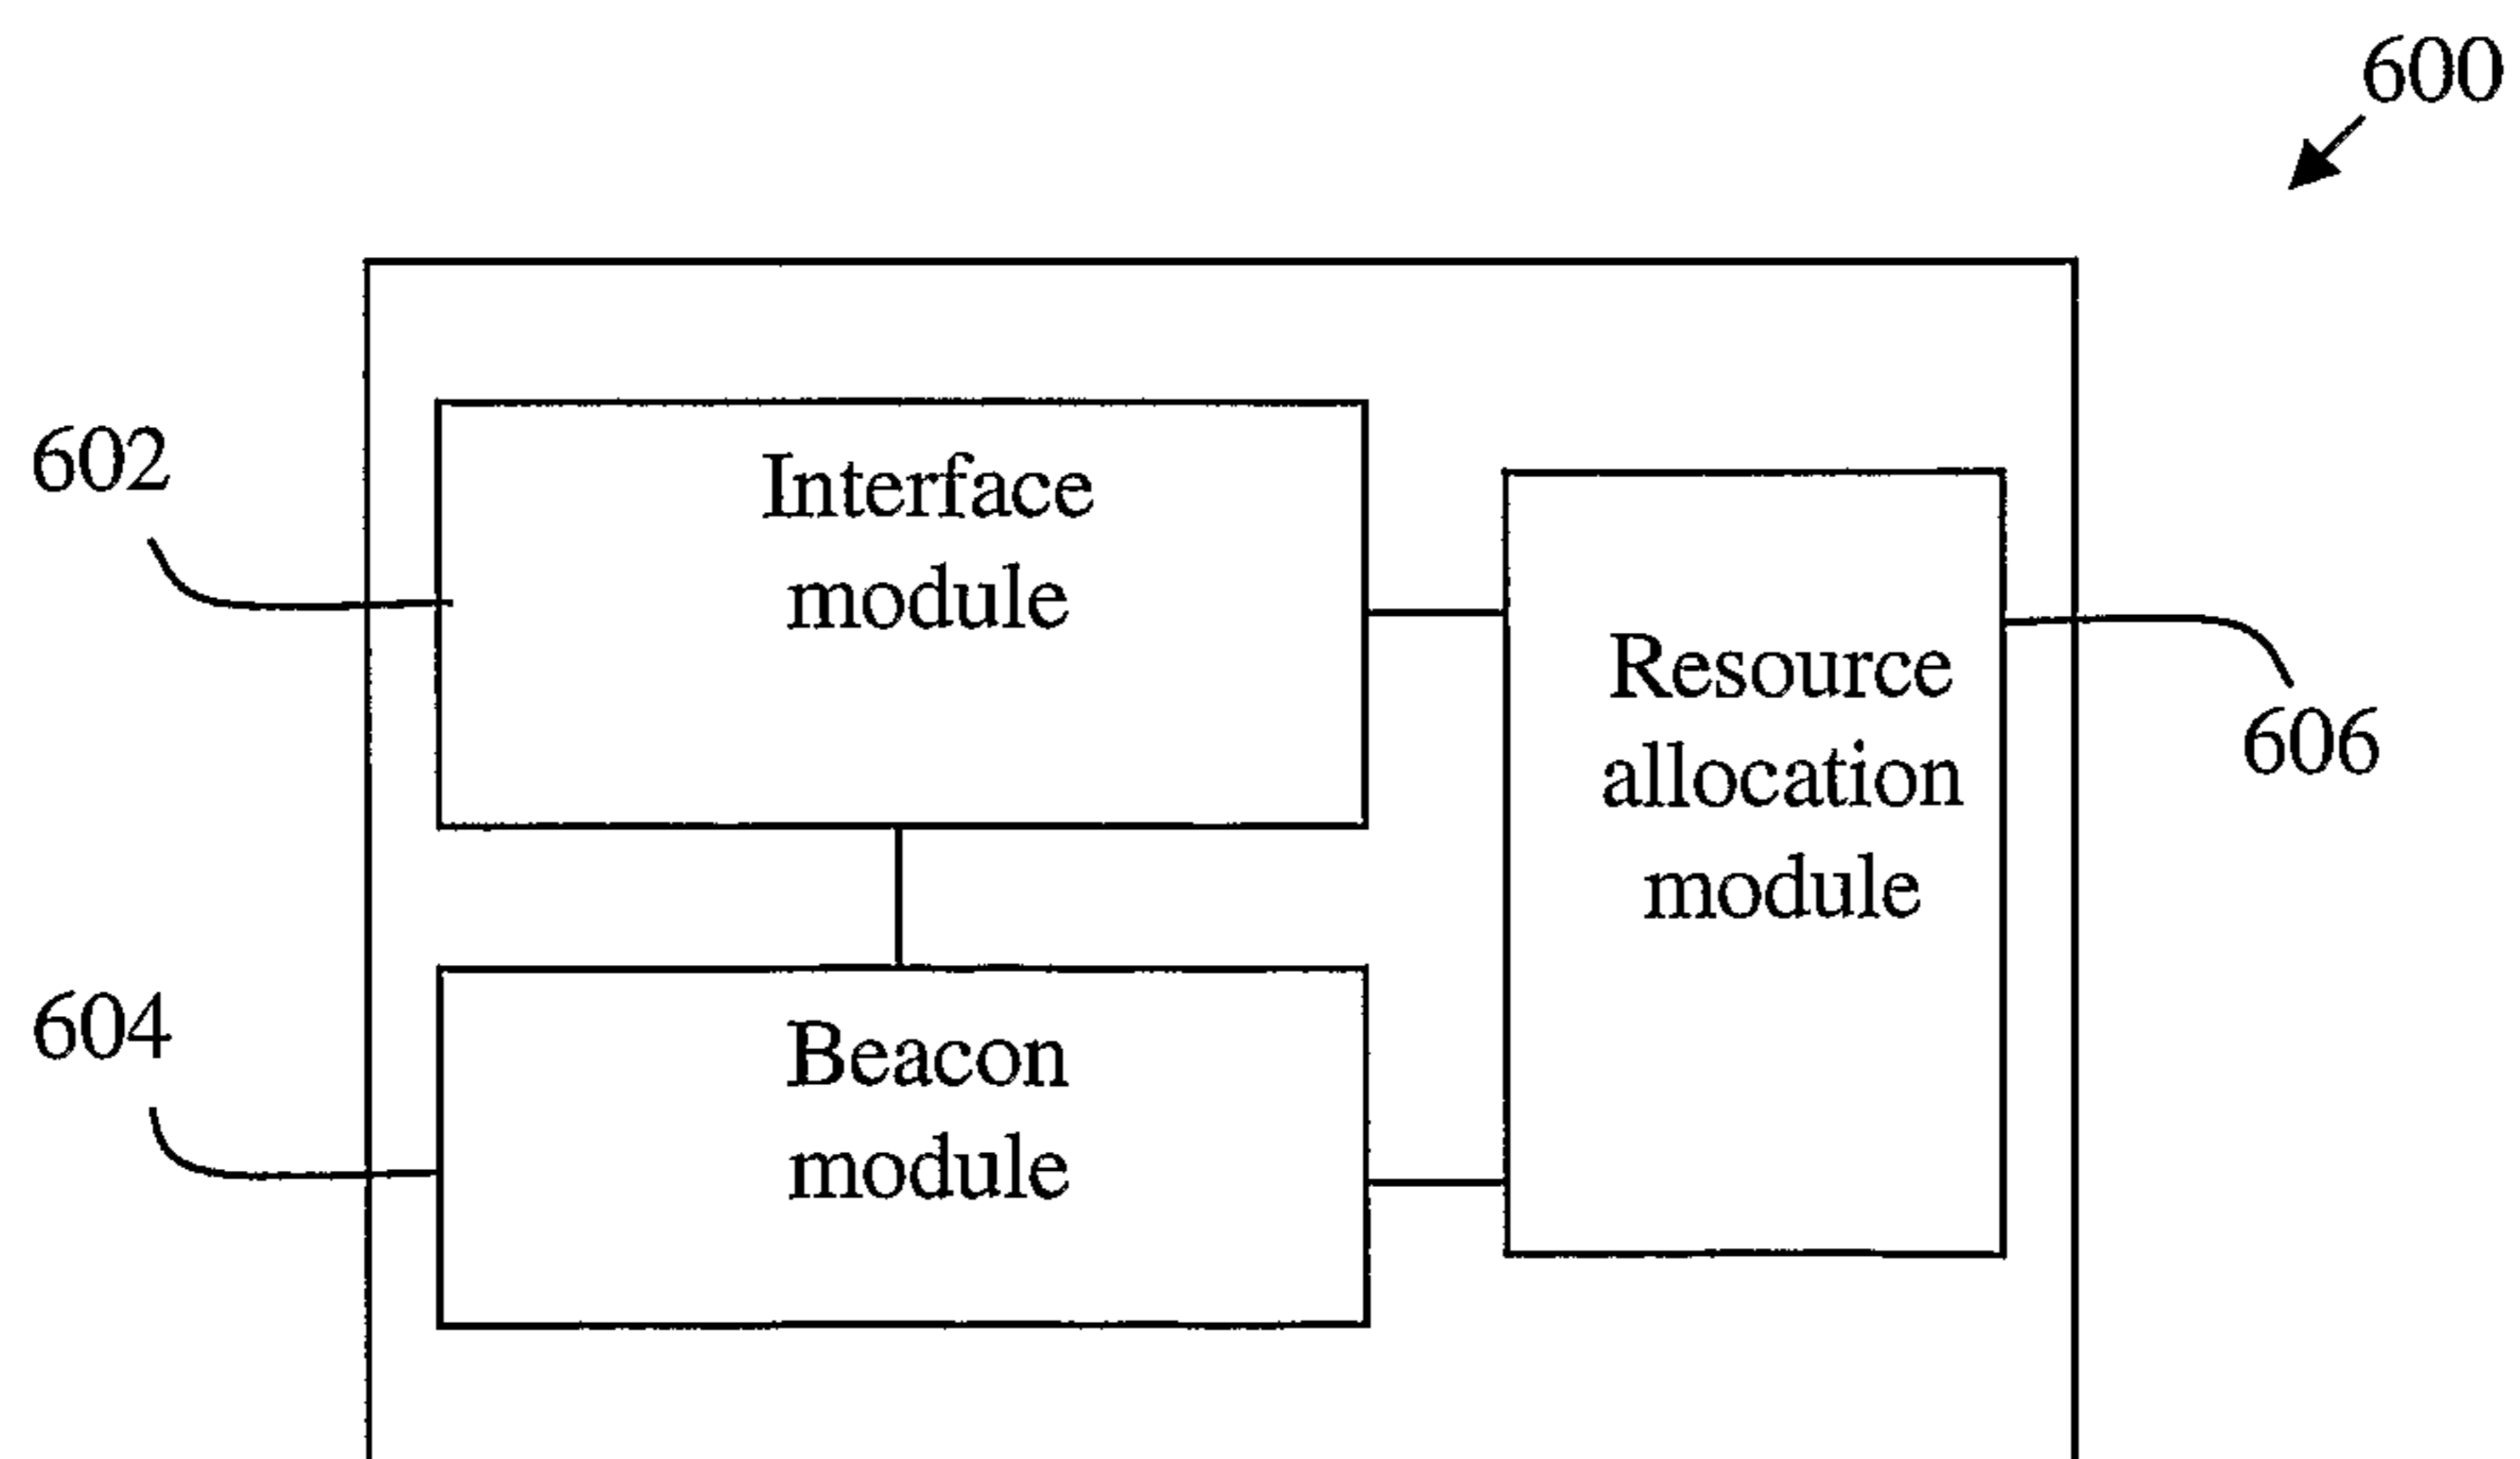 600
602
Interface
module
Resource
allocation
module
606
604
Beacon
module